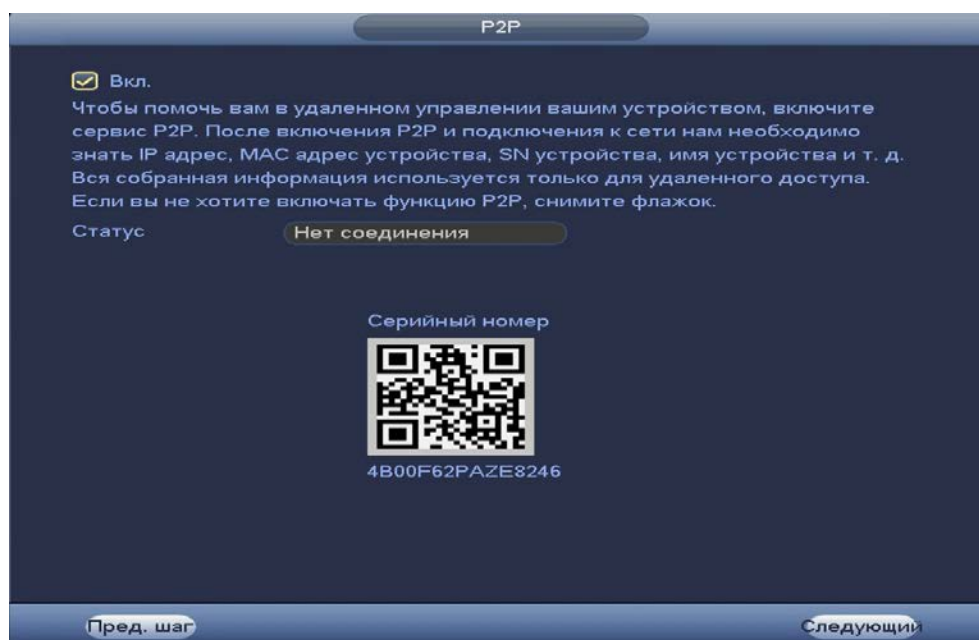 P2P
Вкл.
Чтобы помочь вам в удаленном управлении вашим устройством, включите
сервис P2P. После включения P2P и подключения к сети нам необходимо
знать IP адрес, MAC адрес устройства, SN устройства, имя устройства и т. д.
Вся собранная информация используется только для удаленного доступа.
Если вы не хотите включать функцию P2P, снимите флажок.
Статус Нет соединения
Серийный номер
4B00F62PAZE8246
Пред. шаг Следующий